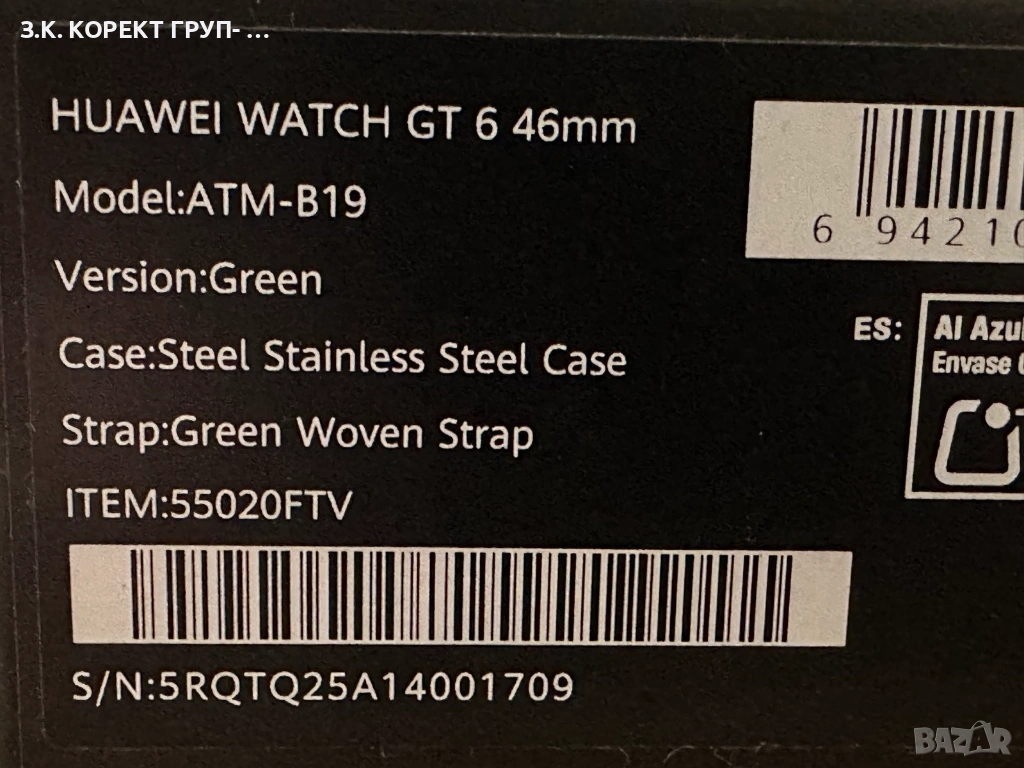 З.К. КОРЕКТ ГРУП- ...
HUAWEI WATCH GT 6 46mm
Model:ATM-B19
Version:Green
Case:Steel Stainless Steel Case
Strap:Green Woven Strap
ITEM:55020FTV
S/N:5RQTQ25A14001709
6 94210
ES:
Al Azul
Envase
BAZAR